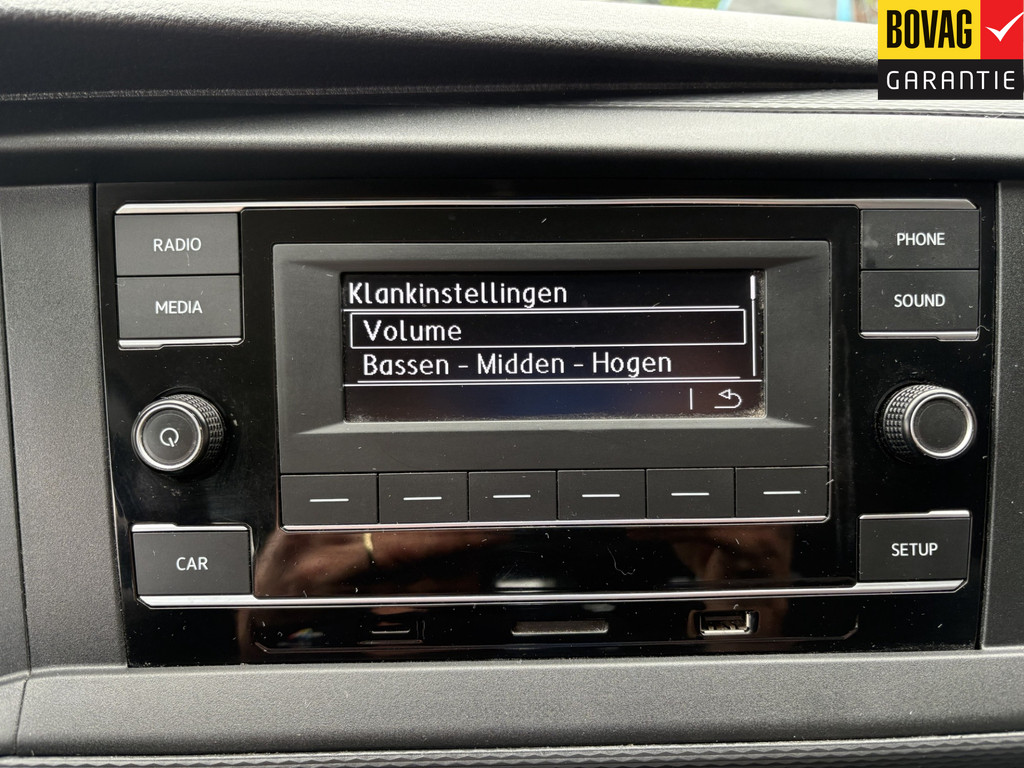 BOVAG
GARANTIE
RADIO
MEDIA
PHONE
SOUND
Klankinstellingen
Volume
Bassen - Midden - Hogen
CAR
SETUP